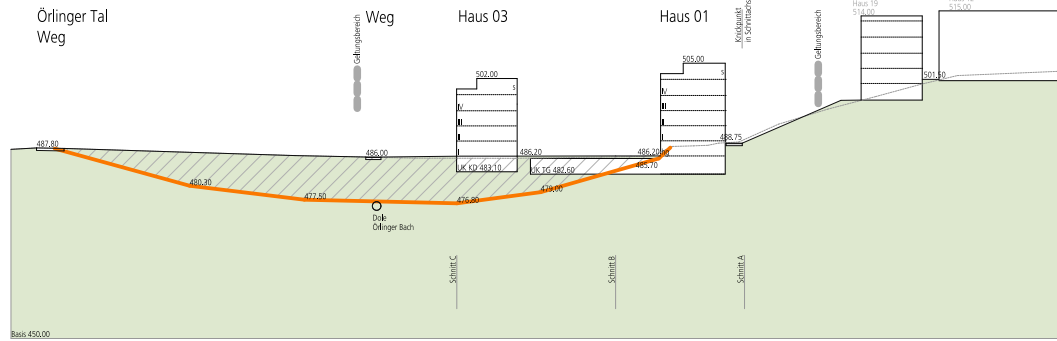 Örlinger Tal
Weg
Geltungsbereich
Weg
Haus 03
Haus 01
Knickpunkt
in Schnittachse
Geltungsbereich
Haus 19
514.00
515.00
502.00
S
IV
III
II
I
505.00
S
IV
III
II
I
501.50
487.80
486.00
486.20
486.20
488.75
485.70
UK KD 483.10
UK TG 482.60
480.30
477.50
476.80
479.00
Dole
Örlinger Bach
Schnitt C
Schnitt B
Schnitt A
Basis 450.00